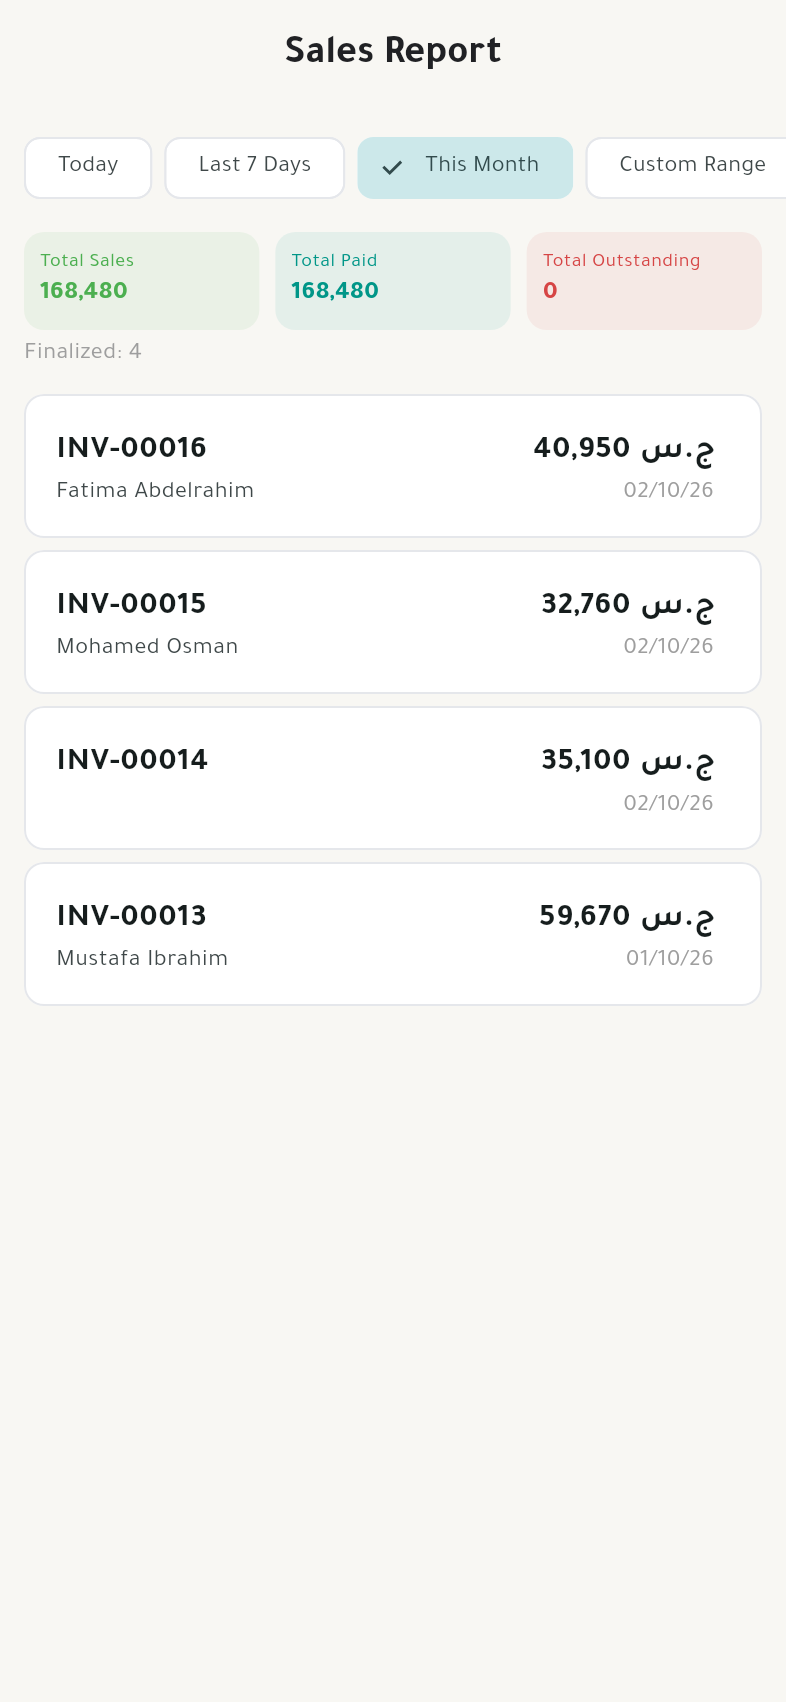 Sales Report
Today
Last 7 Days
This Month
Custom Range
Total Sales
168,480
Total Paid
168,480
Total Outstanding
0
Finalized: 4
INV-00016
40,950 ج.س
Fatima Abdelrahim
02/10/26
INV-00015
32,760 ج.س
Mohamed Osman
02/10/26
INV-00014
35,100 ج.س
02/10/26
INV-00013
59,670 ج.س
Mustafa Ibrahim
01/10/26